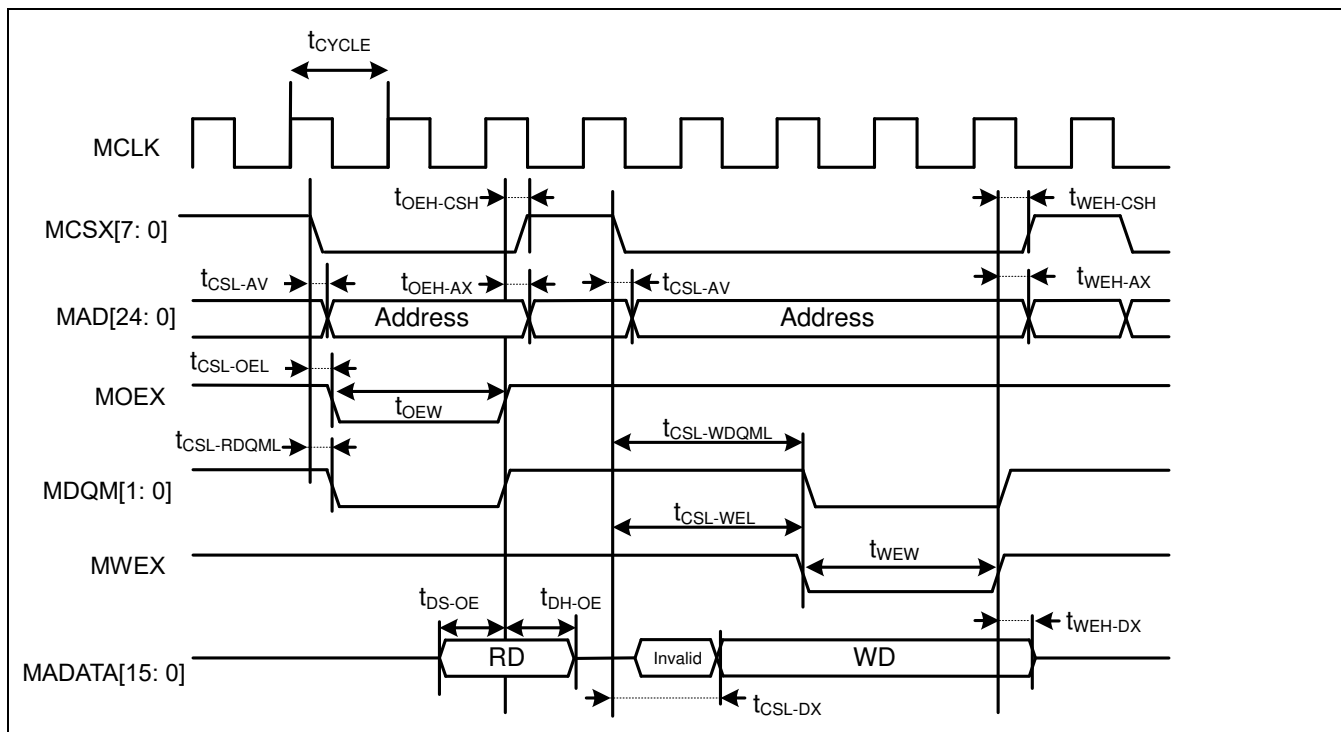 tCYCLE
MCLK
tOEH-CSH
tWEH-CSH
MCSX[7: 0]
tCSL-AV
tOEH-AX
tCSL-AV
tWEH-AX
MAD[24: 0]
Address
Address
tCSL-OEL
MOEX
tOEW
tCSL-RDQML
tCSL-WDQML
MDQM[1: 0]
tCSL-WEL
MWEX
tWEW
tDS-OE
tDH-OE
tWEH-DX
MADATA[15: 0]
RD
Invalid
WD
tCSL-DX